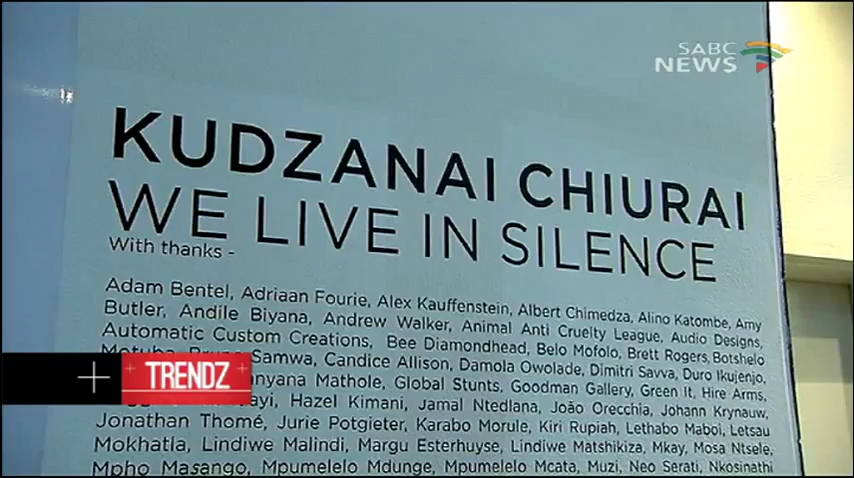 SABC
NEWS
KUDZANAI CHIURAI
WE LIVE IN SILENCE
With thanks -
Adam Bentel, Adriaan Fourie, Alex Kauffenstein, Albert Chimedza, Alino Katombe, Amy
Butler, Andile Biyana, Andrew Walker, Animal Anti Cruelty League, Audio Designs,
Automatic Custom Creations, Bee Diamondhead, Belo Mofolo, Brett Rogers, Botshelo
Samwa, Candice Allison, Damola Owolade, Dimitri Savva, Duro Ikujenjo,
TRENDZ
Mathole, Global Stunts, Goodman Gallery, Green It, Hire Arms,
Hazel Kimani, Jamal Ntedlana, João Orecchia, Johann Krynauw,
Jonathan Thomé, Jurie Potgieter, Karabo Morule, Kiri Rupiah, Lethabo Maboi, Letsau
Mokhatla, Lindiwe Malindi, Margu Esterhuyse, Lindiwe Matshikiza, Mkay, Mosa Ntsele,
Mpho Masango, Mpumelelo Mdunge, Mpumelelo Mcata, Muzi, Neo Serati, Nkosinathi